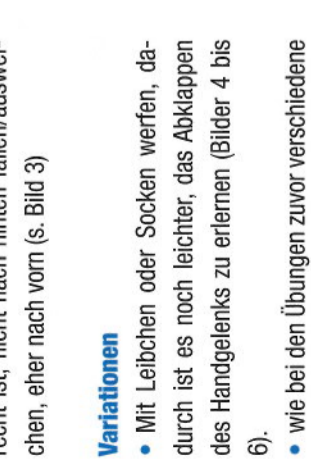 recht ist, nicht nach hinten fallen/auswei-
chen, eher nach vorn (s. Bild 3)
Variationen
• Mit Leibchen oder Socken werfen, da-
durch ist es noch leichter, das Abklappen
des Handgelenks zu erlernen (Bilder 4 bis
6).
• wie bei den Übungen zuvor verschiedene